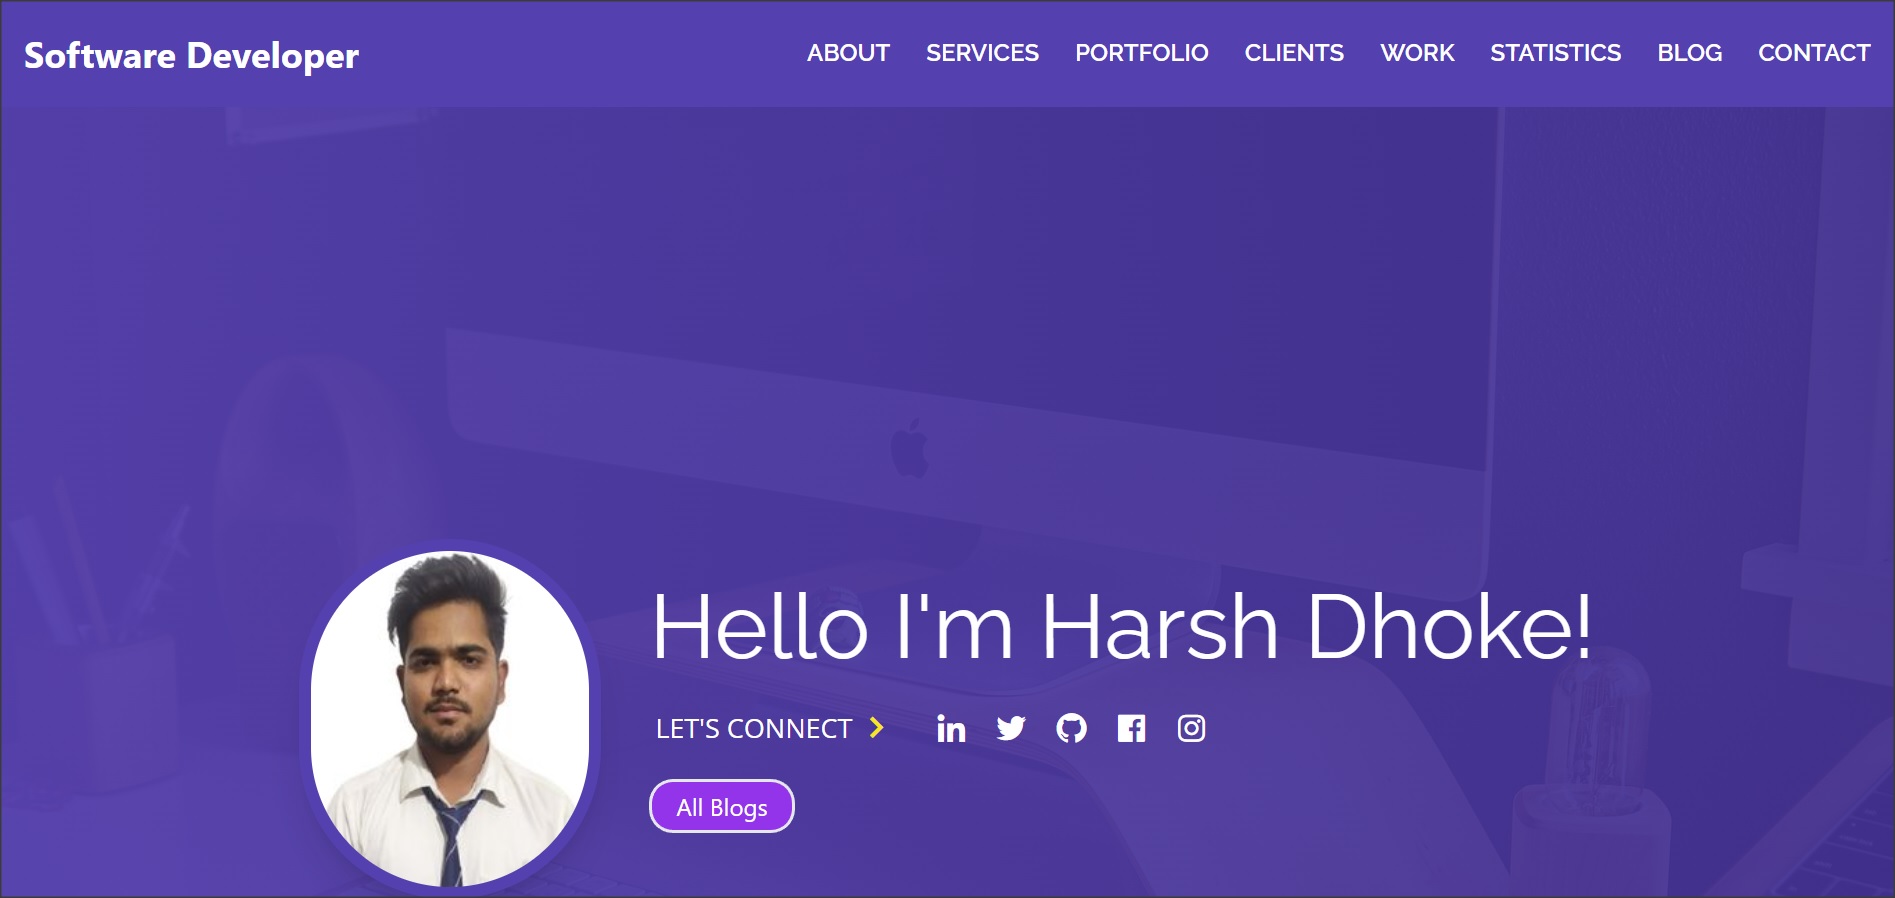 Software Developer
ABOUT SERVICES PORTFOLIO CLIENTS WORK STATISTICS BLOG CONTACT
Hello I'm Harsh Dhoke!
LET'S CONNECT
All Blogs